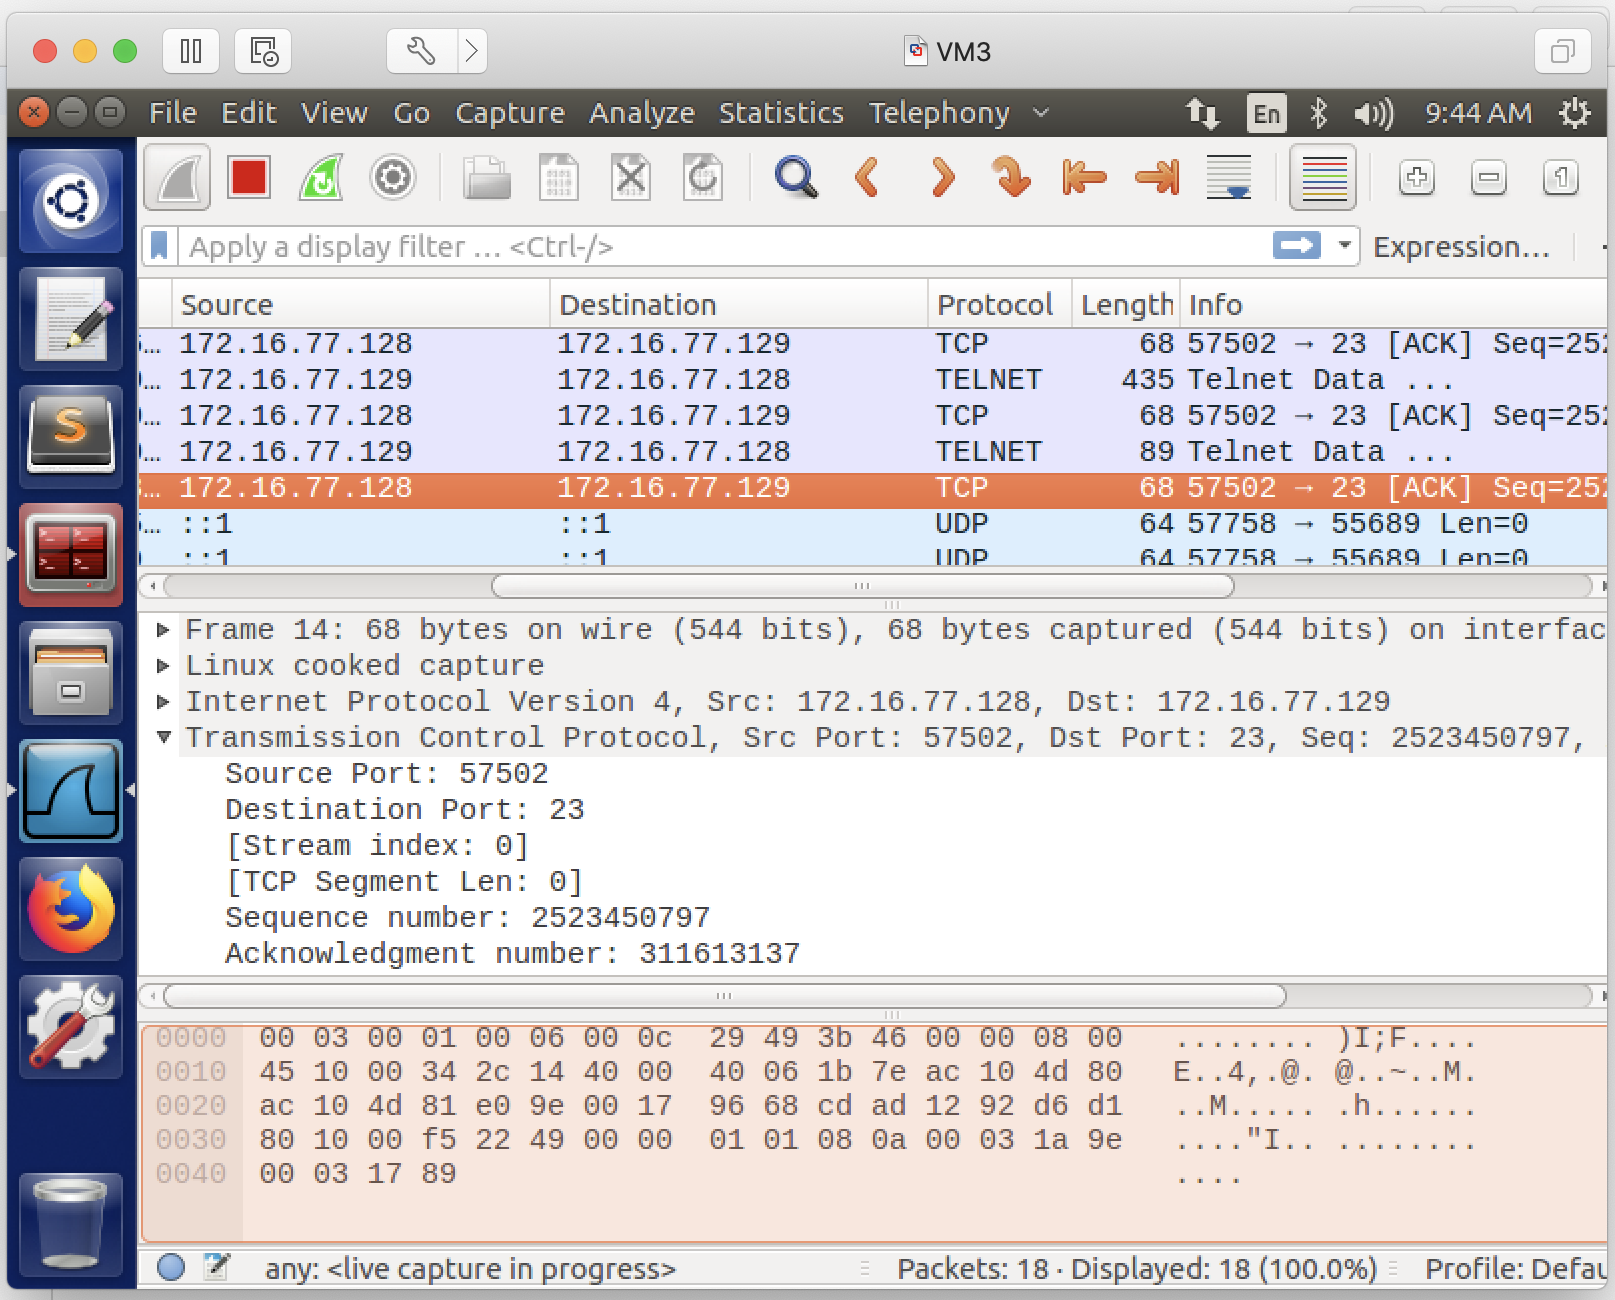 VM3
File Edit View Go Capture Analyze Statistics Telephony En 9:44 AM
Apply a display filter … <Ctrl-/> Expression…
Source Destination Protocol Length Info
172.16.77.128 172.16.77.129 TCP 68 57502 → 23 [ACK] Seq=252
172.16.77.129 172.16.77.128 TELNET 435 Telnet Data ...
172.16.77.128 172.16.77.129 TCP 68 57502 → 23 [ACK] Seq=252
172.16.77.129 172.16.77.128 TELNET 89 Telnet Data ...
172.16.77.128 172.16.77.129 TCP 68 57502 → 23 [ACK] Seq=252
::1 ::1 UDP 64 57758 → 55689 Len=0
::1 ::1 UDP 64 57758 → 55689 Len=0
Frame 14: 68 bytes on wire (544 bits), 68 bytes captured (544 bits) on interfac
Linux cooked capture
Internet Protocol Version 4, Src: 172.16.77.128, Dst: 172.16.77.129
Transmission Control Protocol, Src Port: 57502, Dst Port: 23, Seq: 2523450797,
Source Port: 57502
Destination Port: 23
[Stream index: 0]
[TCP Segment Len: 0]
Sequence number: 2523450797
Acknowledgment number: 311613137
0000 00 03 00 01 00 06 00 0c 29 49 3b 46 00 00 08 00 ........ )I;F....
0010 45 10 00 34 2c 14 40 00 40 06 1b 7e ac 10 4d 80 E..4,.@. @..~..M.
0020 ac 10 4d 81 e0 9e 00 17 96 68 cd ad 12 92 d6 d1 ..M..... .h......
0030 80 10 00 f5 22 49 00 00 01 01 08 0a 00 03 1a 9e ...."I.. ........
0040 00 03 17 89 ....
any: <live capture in progress> Packets: 18 · Displayed: 18 (100.0%) Profile: Defau